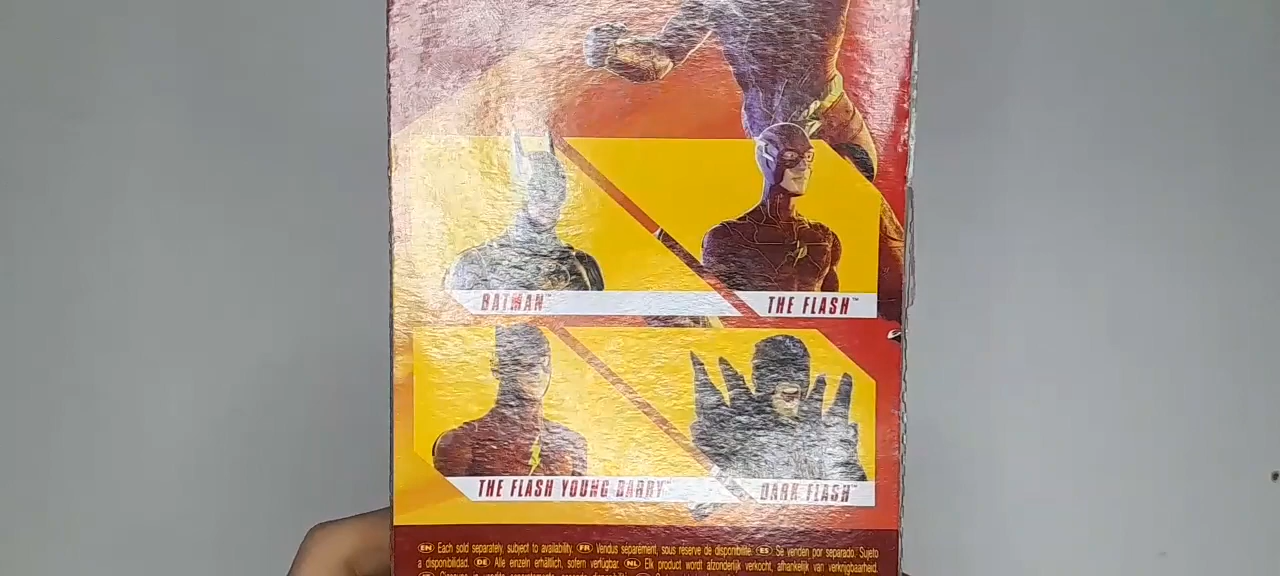 BATMAN™
THE FLASH™
THE FLASH YOUNG BARRY™
DARK FLASH™
EN Each sold separately, subject to availability. FR Vendus séparément, sous réserve de disponibilité. ES Se venden por separado. Sujeto
a disponibilidad. DE Alle einzeln erhältlich, sofern verfügbar. NL Elk product wordt afzonderlijk verkocht, afhankelijk van verkrijgbaarheid.